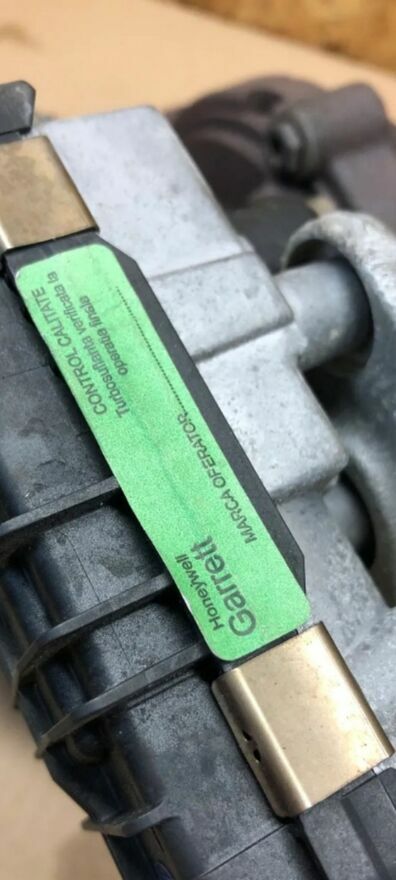 CONTROL CALITATE
Turbosuflanta verificata la
operatia finala
MARCA OPERATOR
Honeywell
Garrett